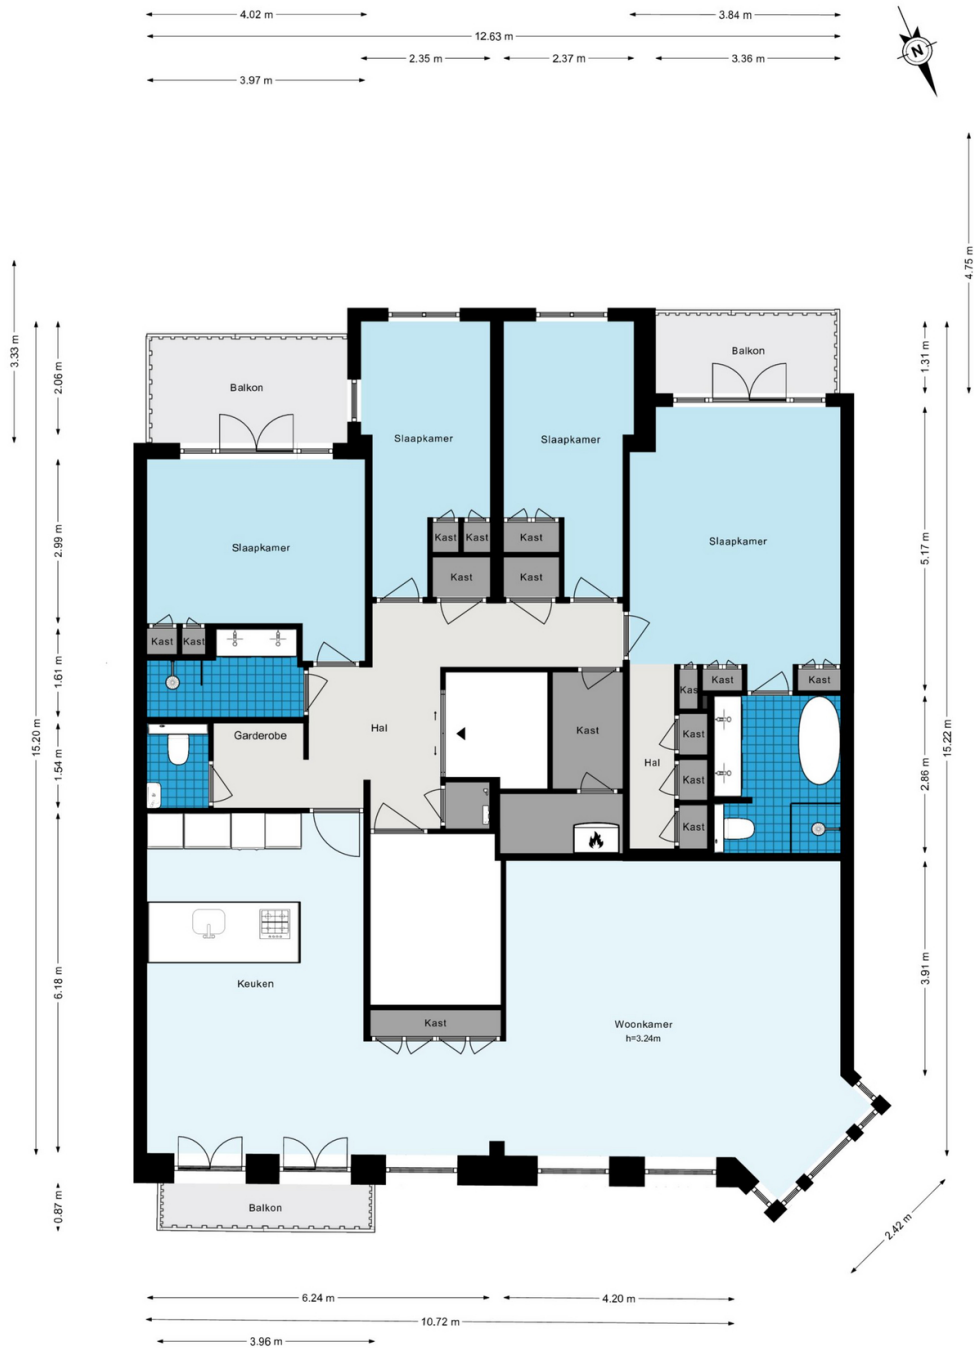 4.02 m
3.84 m
12.63 m
2.35 m
2.37 m
3.36 m
3.97 m
N
4.75 m
3.33 m
2.06 m
1.31 m
Balkon
Balkon
Slaapkamer
Slaapkamer
Slaapkamer
Slaapkamer
2.99 m
5.17 m
Kast
Kast
Kast
Kast
Kast
Kast
Kast
1.61 m
Kas
Kast
Kast
Hal
Garderobe
Kast
Kast
Hal
Kast
Kast
15.20 m
1.54 m
15.22 m
2.86 m
6.18 m
Keuken
3.91 m
Kast
Woonkamer
h=3.24m
0.87 m
Balkon
2.42 m
6.24 m
4.20 m
10.72 m
3.96 m